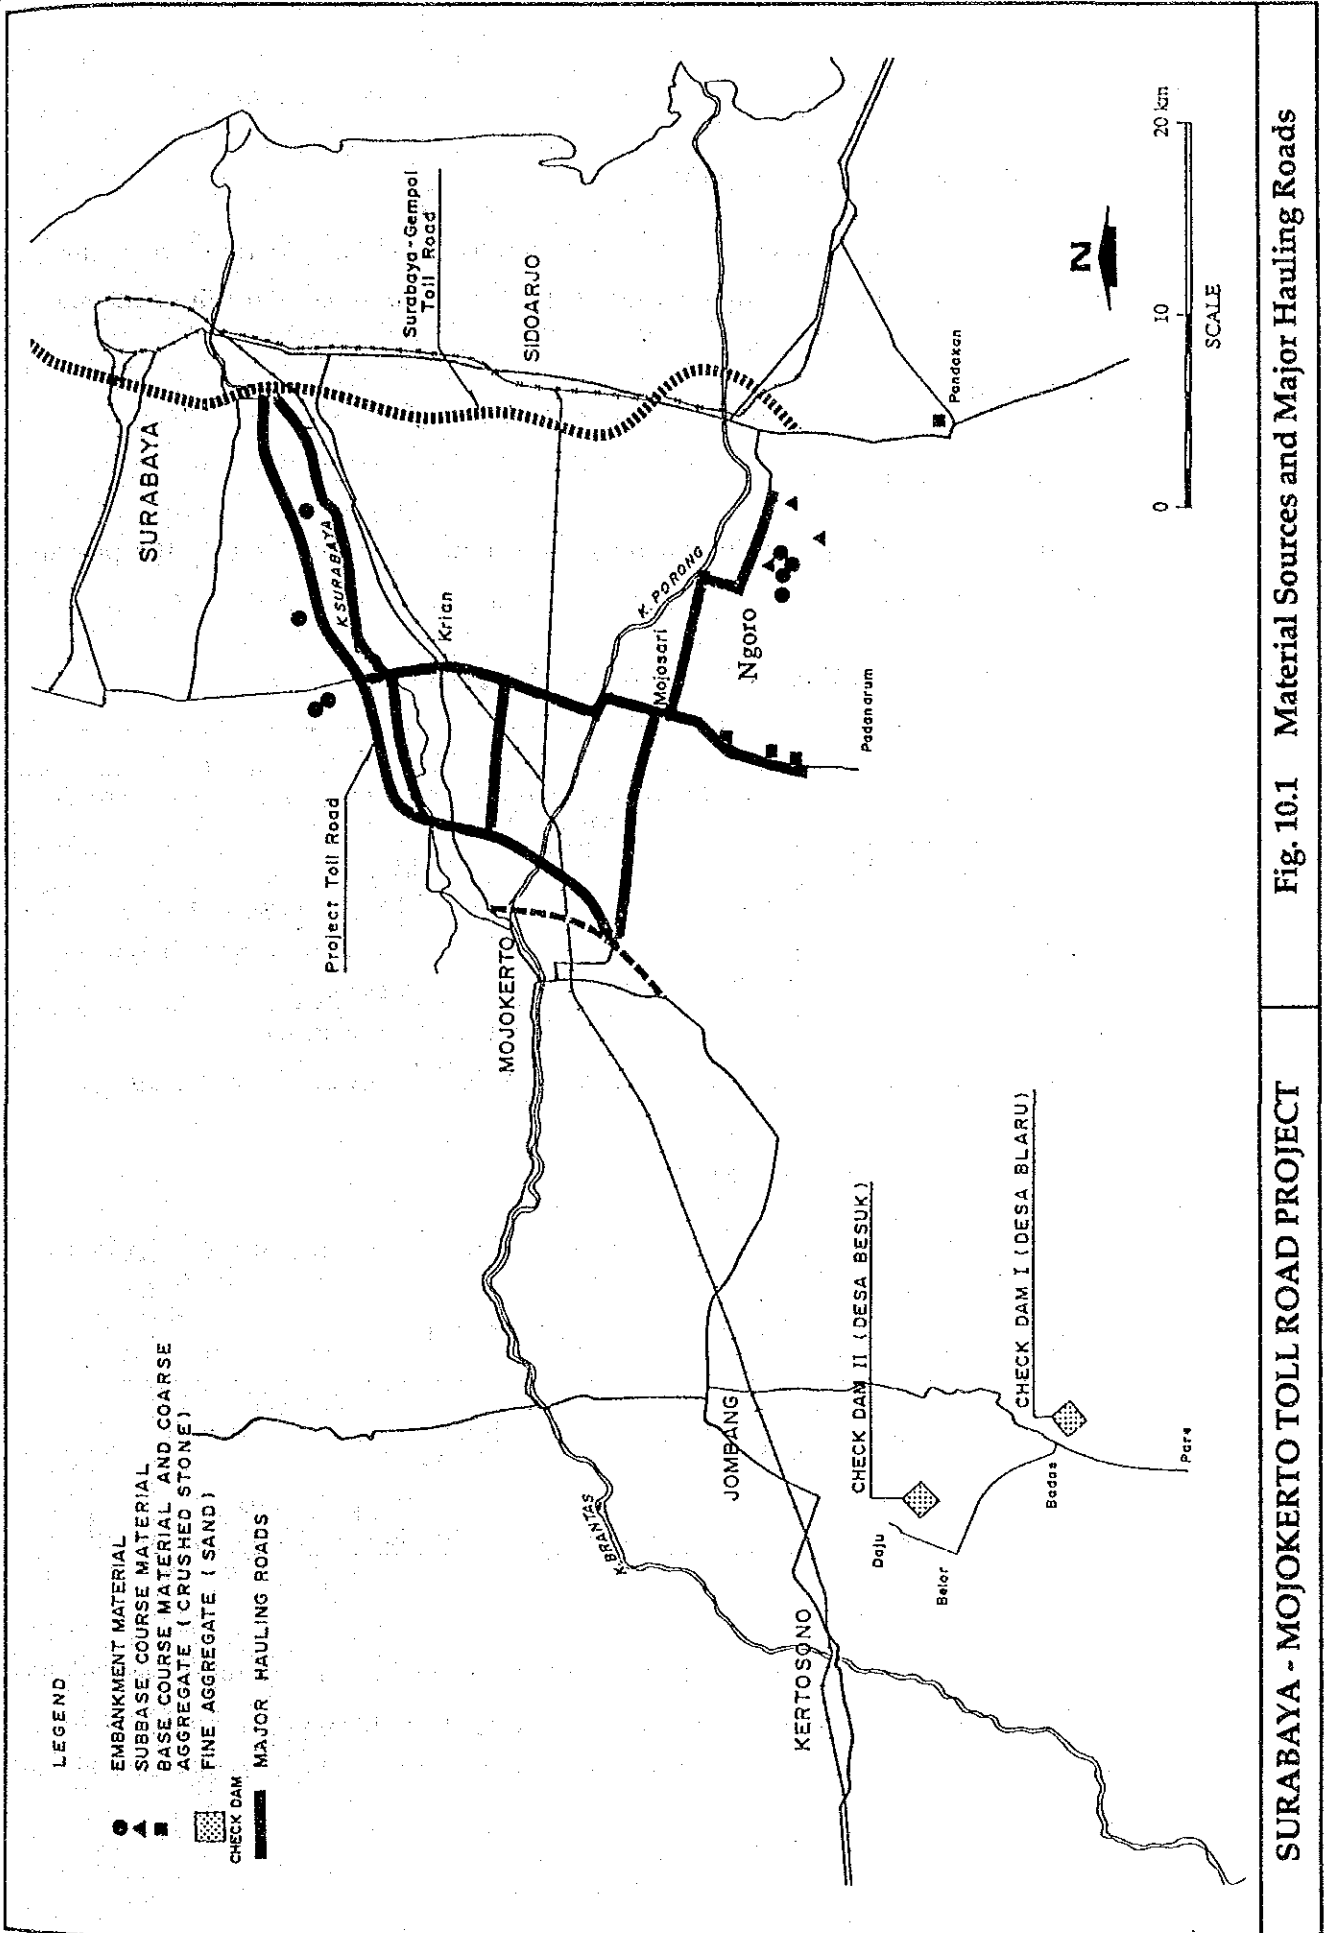 LEGEND
EMBANKMENT MATERIAL
SUBBASE COURSE MATERIAL
BASE COURSE MATERIAL AND COARSE
AGGREGATE (CRUSHED STONE)
FINE AGGREGATE (SAND)
CHECK DAM
MAJOR HAULING ROADS
SURABAYA
K.SURABAYA
Surabaya-Gempol
Toll Road
SIDOARJO
Project Toll Road
Krian
MOJOKERTO
K. PORONG
Mojosari
Ngoro
Padanarum
Pandakan
K. BRANTAS
JOMBANG
KERTOSONO
CHECK DAM II (DESA BESUK)
CHECK DAM I (DESA BLARU)
Daju
Belor
Badas
Pare
N
0
10
20 km
SCALE
SURABAYA - MOJOKERTO TOLL ROAD PROJECT
Fig. 10.1 Material Sources and Major Hauling Roads